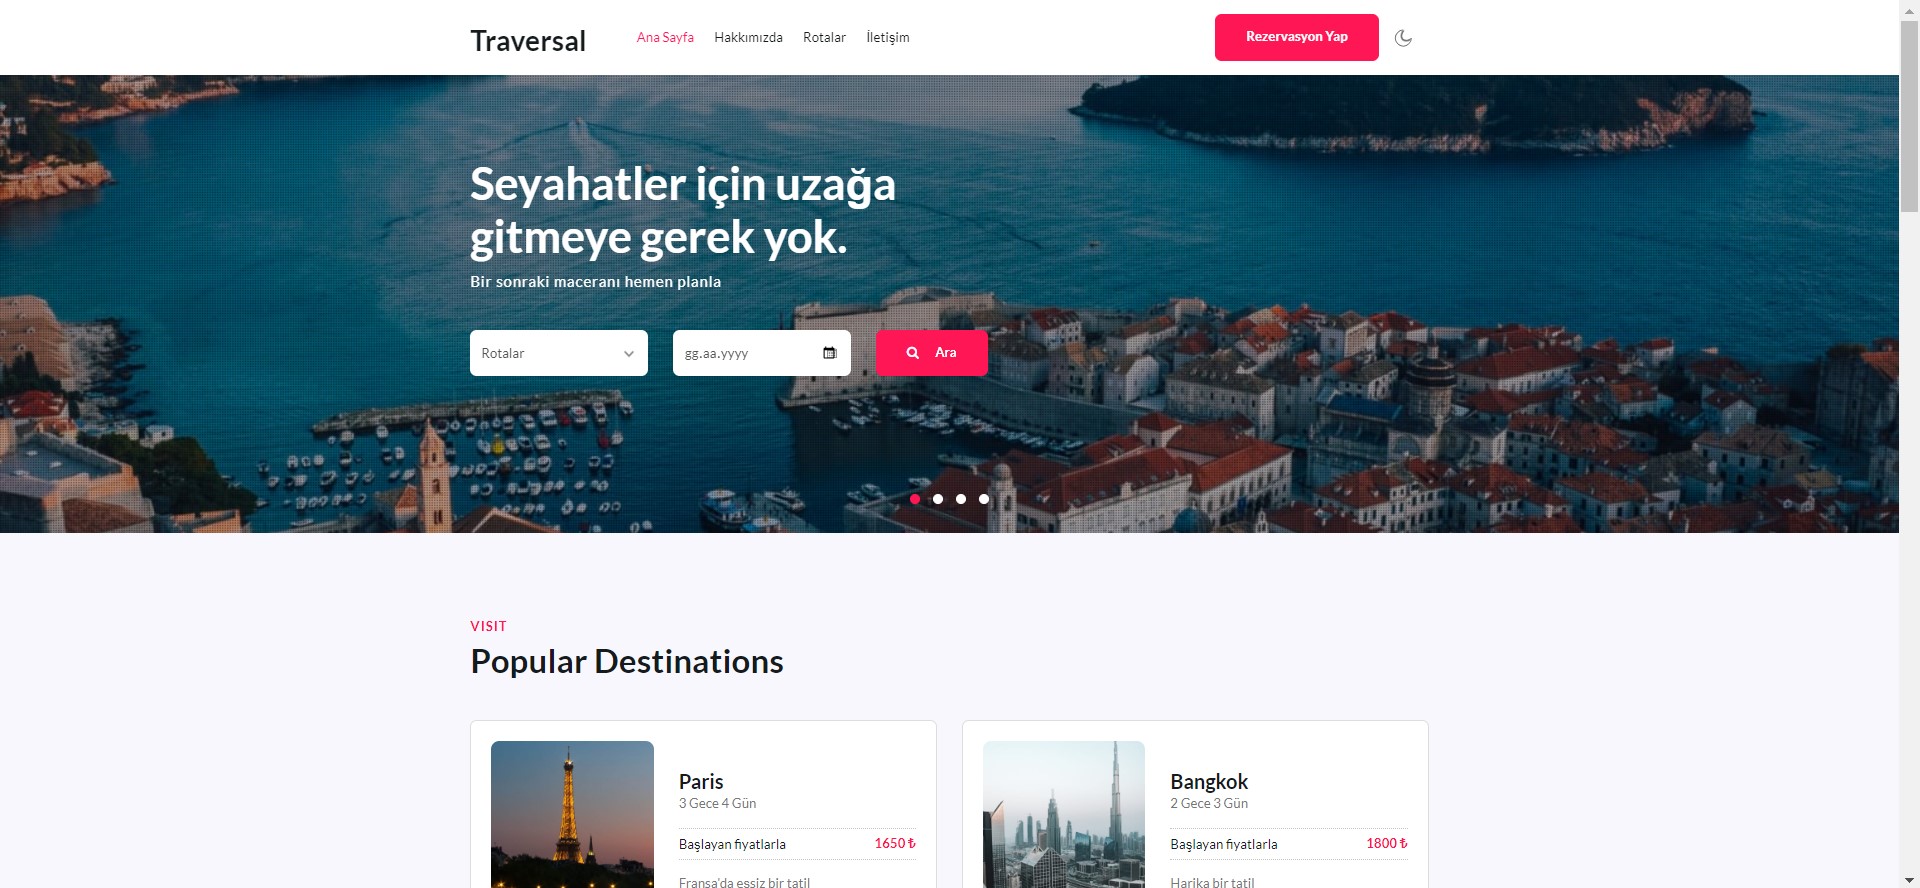 Traversal
Ana Sayfa
Hakkımızda
Rotalar
İletişim
Rezervasyon Yap
Seyahatler için uzağa
gitmeye gerek yok.
Bir sonraki maceranı hemen planla
Rotalar
gg.aa.yyyy
Ara
VISIT
Popular Destinations
Paris
3 Gece 4 Gün
Başlayan fiyatlarla 1650 ₺
Fransa'da eşsiz bir tatil
Bangkok
2 Gece 3 Gün
Başlayan fiyatlarla 1800 ₺
Harika bir tatil